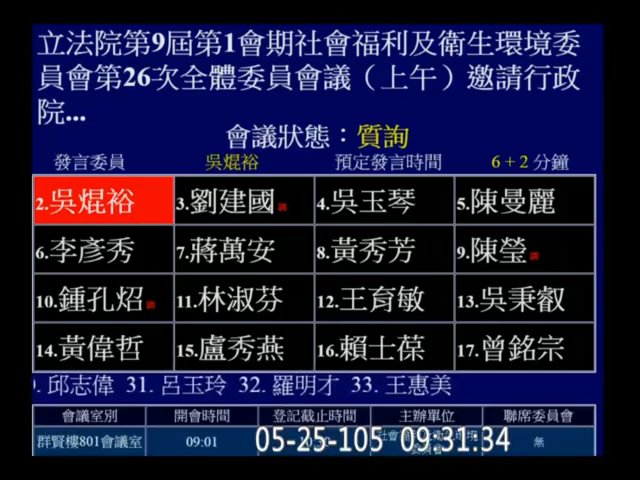 立法院第9屆第1會期社會福利及衛生環境委
員會第26次全體委員會議（上午）邀請行政
院...
會議狀態：質詢
發言委員 吳焜裕 預定發言時間 6+2 分鐘
2.吳焜裕 3.劉建國 4.吳玉琴 5.陳曼麗
6.李彥秀 7.蔣萬安 8.黃秀芳 9.陳瑩
10.鍾孔炤 11.林淑芬 12.王育敏 13.吳秉叡
14.黃偉哲 15.盧秀燕 16.賴士葆 17.曾銘宗
. 邱志偉 31. 呂玉玲 32. 羅明才 33. 王惠美
會議室別 開會時間 登記截止時間 主辦單位 聯席委員會
群賢樓801會議室 09:01 無
05-25-105 09:31:34